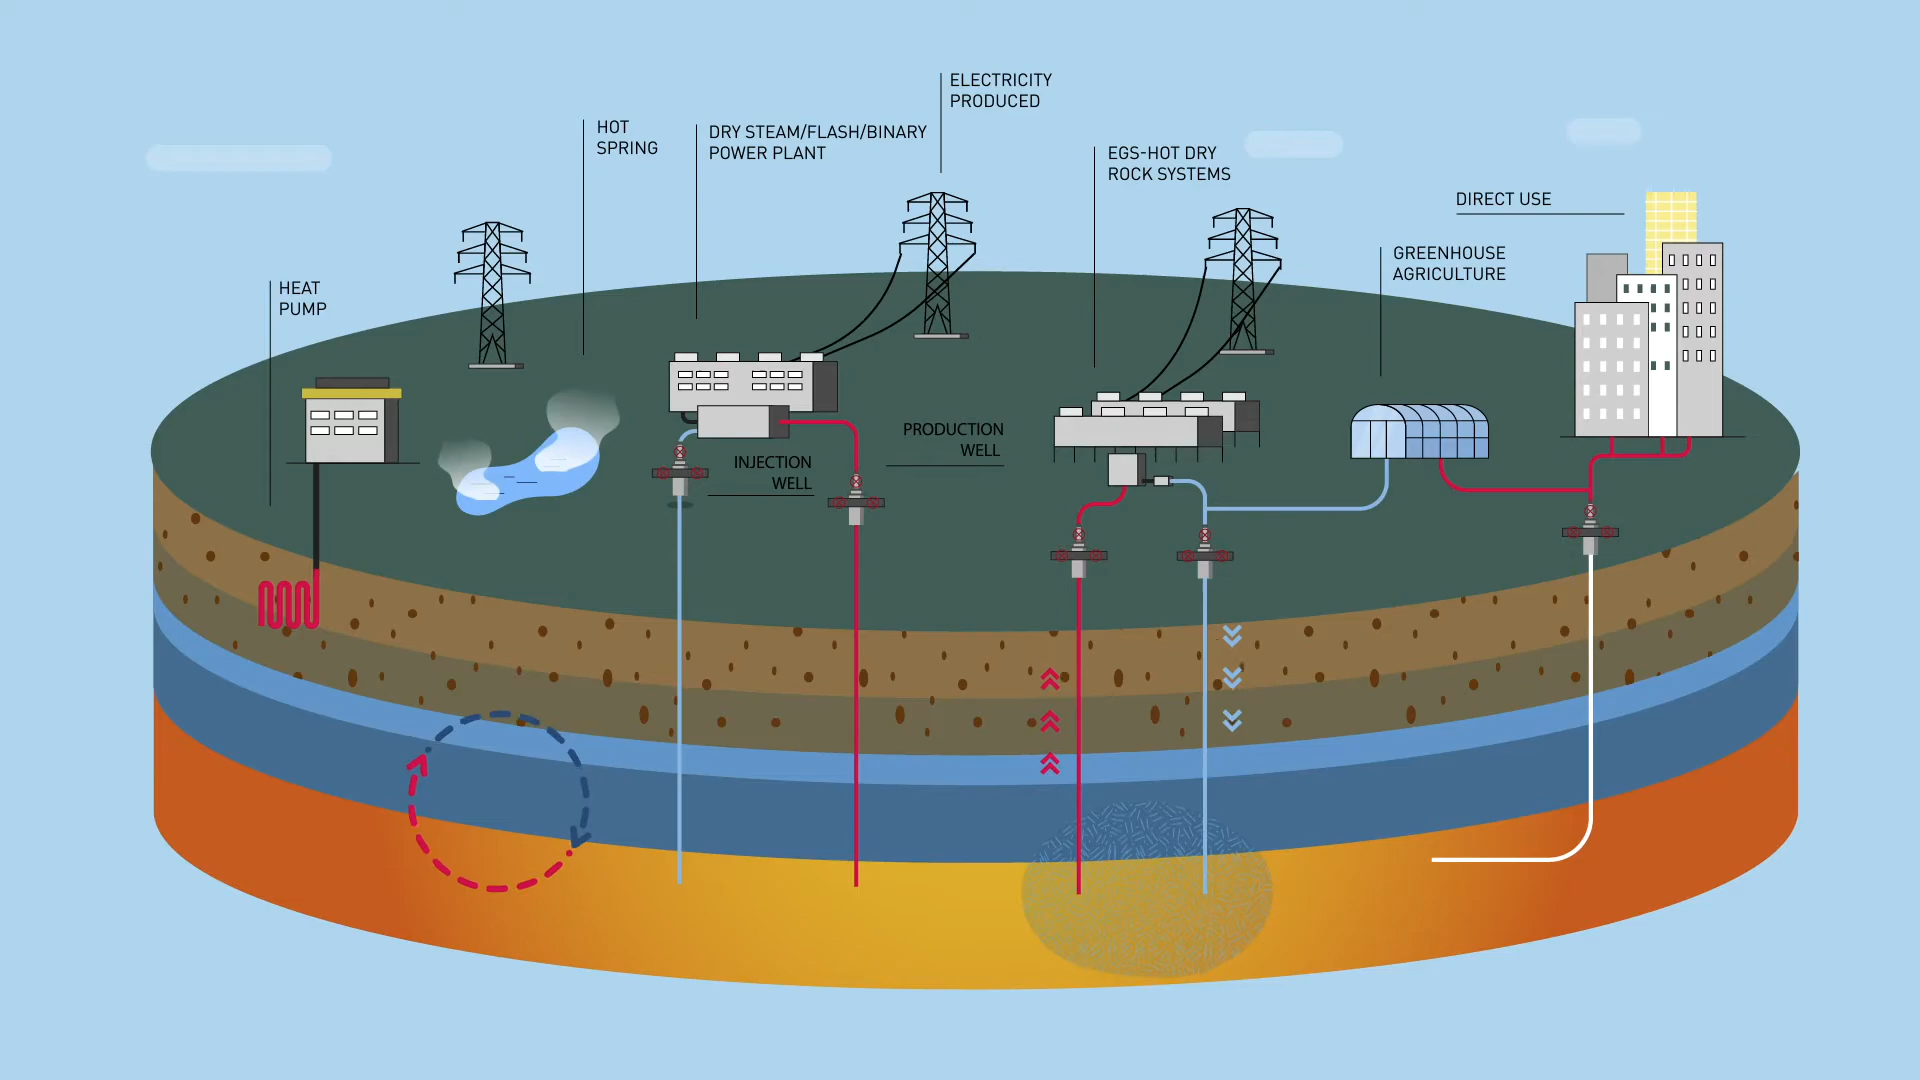 ELECTRICITY
PRODUCED
HOT
SPRING
DRY STEAM/FLASH/BINARY
POWER PLANT
EGS-HOT DRY
ROCK SYSTEMS
DIRECT USE
GREENHOUSE
AGRICULTURE
HEAT
PUMP
PRODUCTION
WELL
INJECTION
WELL